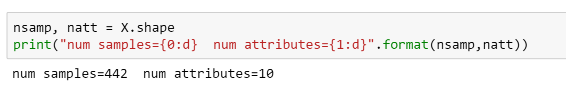 nsamp, natt = X.shape
print("num samples={0:d}  num attributes={1:d}".format(nsamp,natt))
num samples=442  num attributes=10